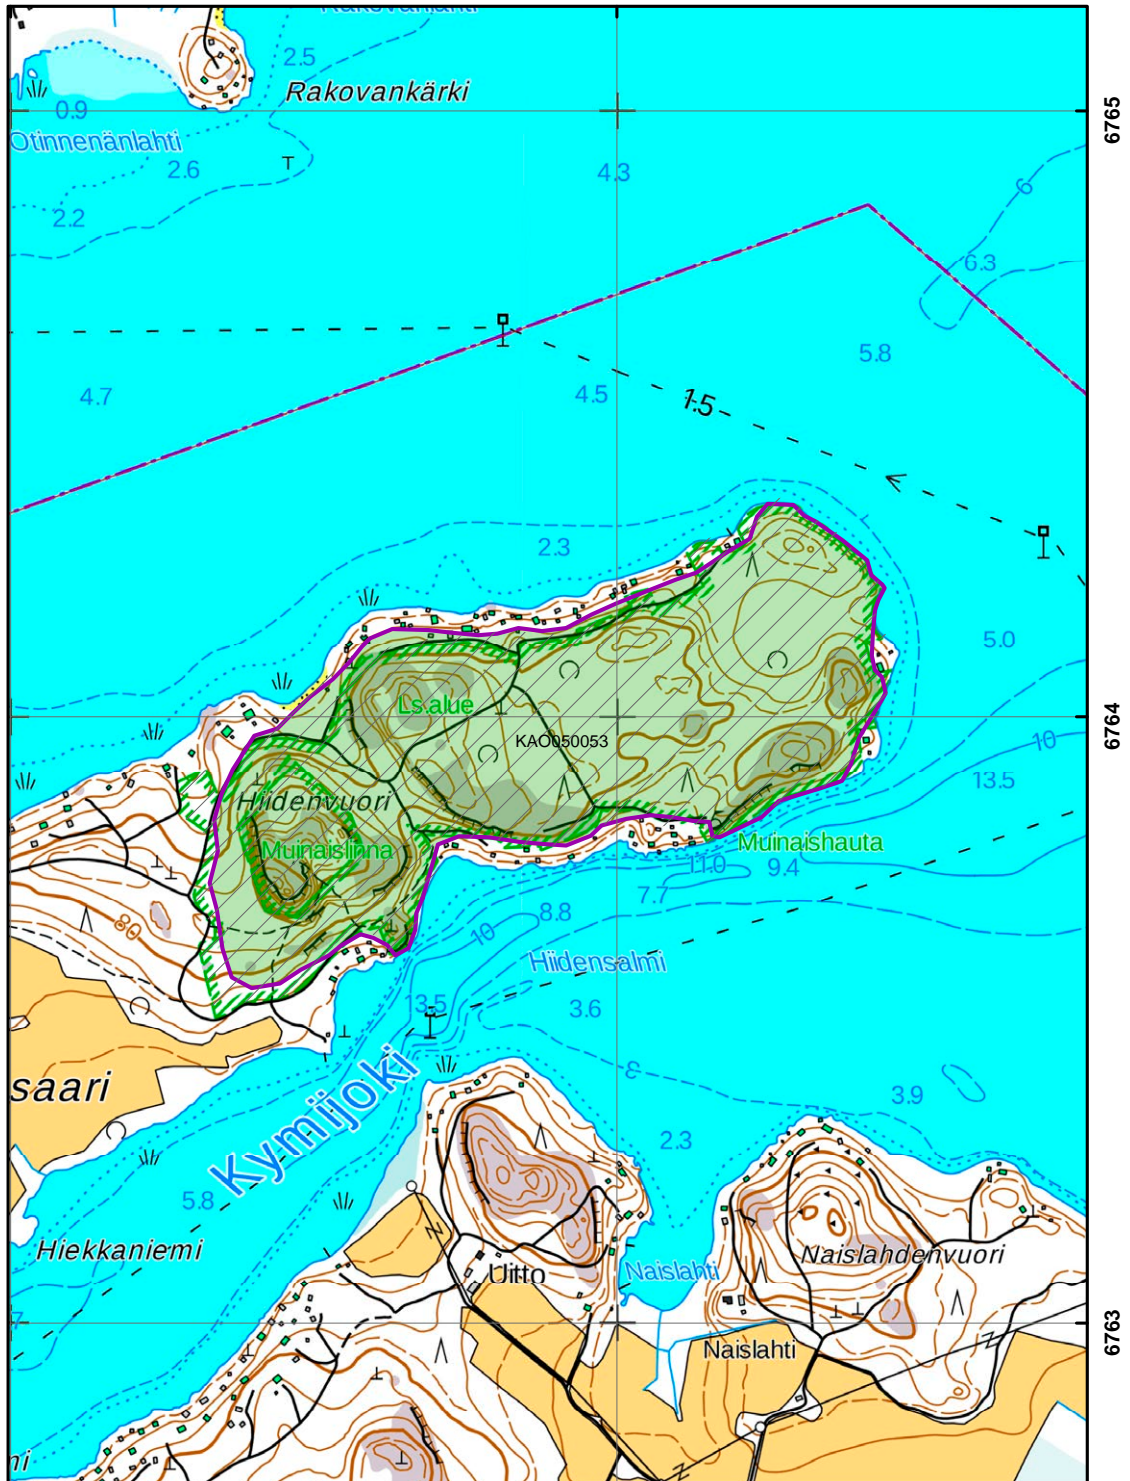 2.5
Rakovankärki
0.9
6765
Otinnenänlahti
2.6
4.3
6
2.2
6.3
5.8
4.7
4.5
1.5
2.3
5.0
Ls.alue
6764
KAO050053
10
13.5
Hiidenvuori
Muinaislinna
Muinaishauta
11.0
9.4
7.7
8.8
80
10
Hiidensalmi
13.5
3.6
3
saari
Kymijoki
3.9
2.3
5.8
Hiekkaniemi
Naislahdenvuori
Uitto
Naislahti
7
6763
Naislahti